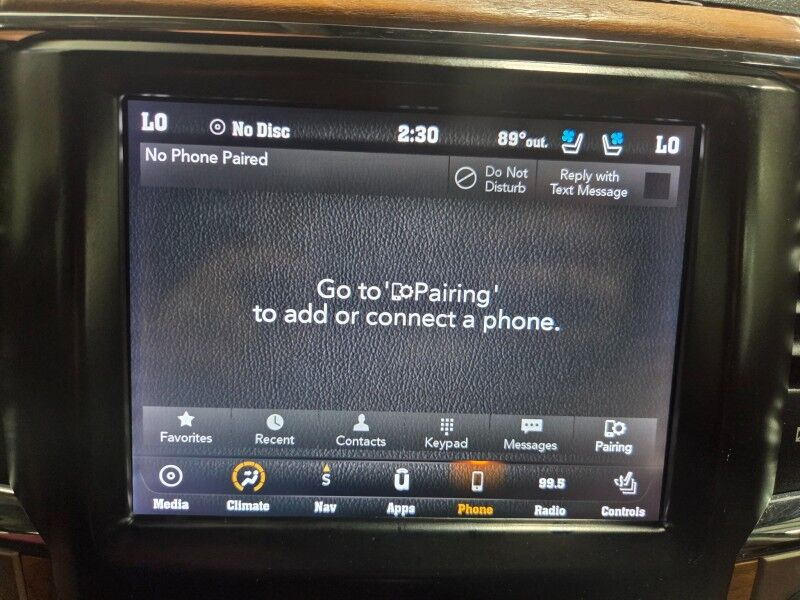 LO No Disc 2:30 89°out. LO
No Phone Paired
Do Not
Disturb
Reply with
Text Message
Go to 'Pairing'
to add or connect a phone.
Favorites Recent Contacts Keypad Messages Pairing
S 99.5
Media Climate Nav Apps Phone Radio Controls